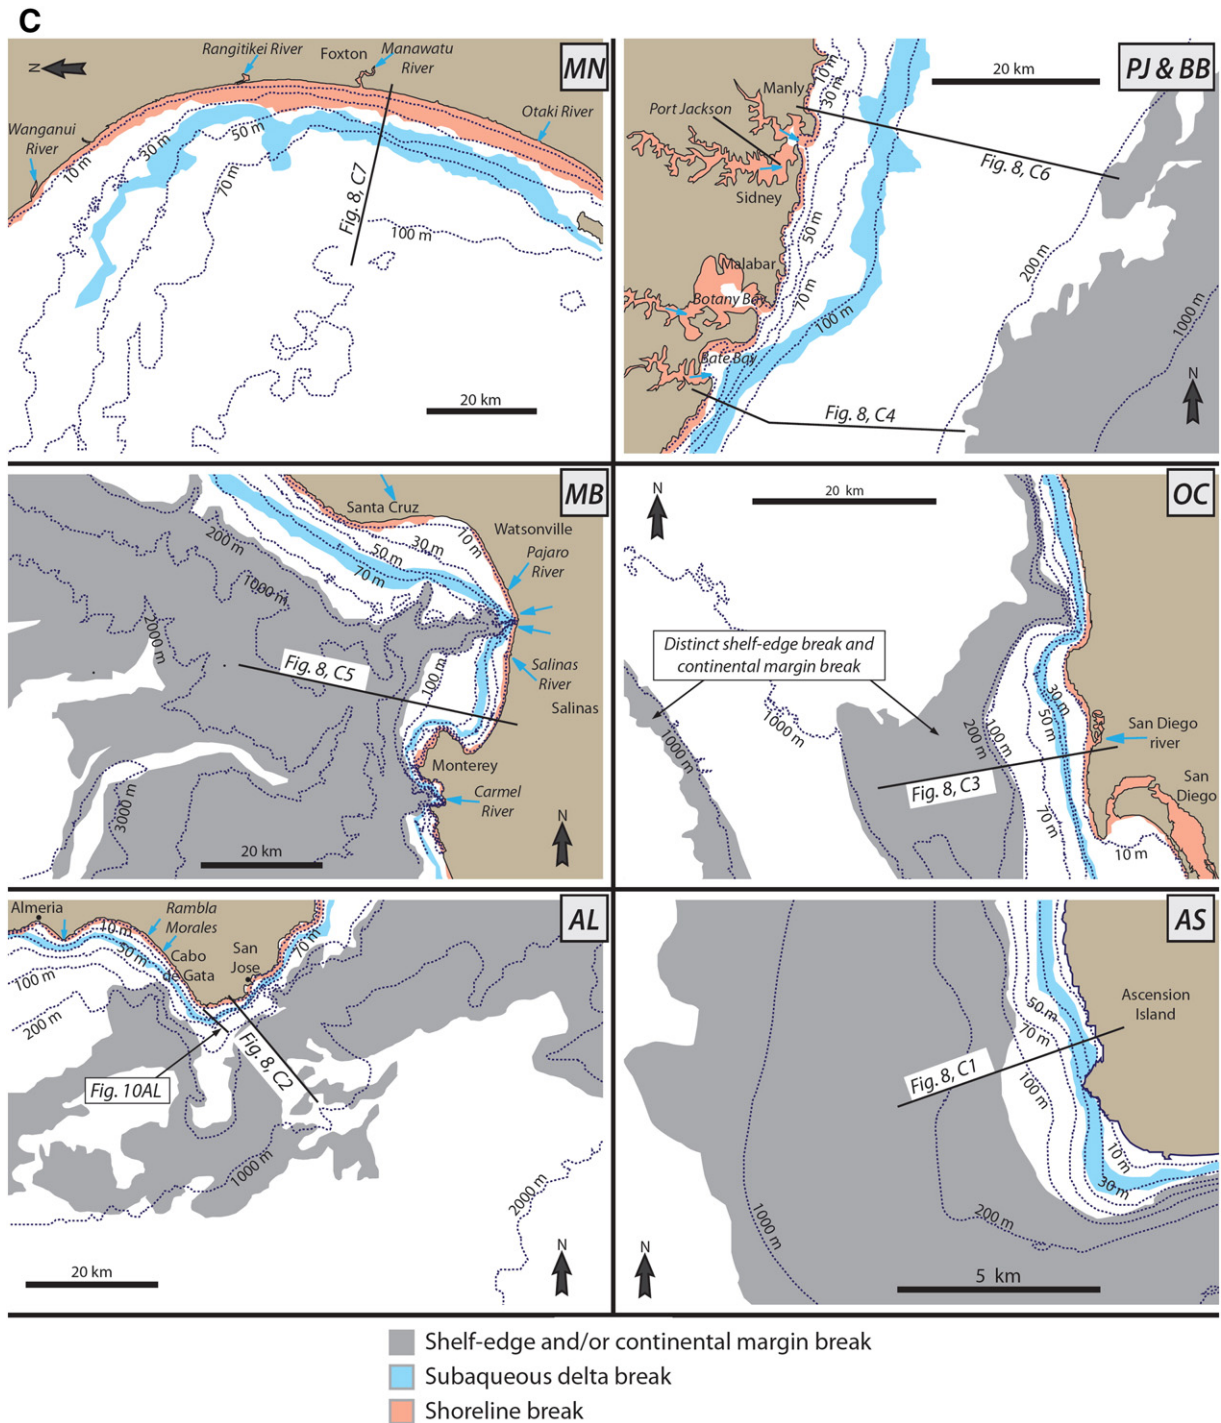 C
MN
N
Rangitikei River
Foxton
Manawatu
River
Wanganui
River
Otaki River
10 m
30 m
50 m
70 m
100 m
Fig. 8, C7
20 km
PJ & BB
20 km
10 m
30 m
Manly
Port Jackson
Sidney
50 m
Fig. 8, C6
Malabar
Botany Bay
70 m
100 m
200 m
1000 m
Bate Bay
Fig. 8, C4
N
MB
Santa Cruz
Watsonville
Pajaro
River
10 m
30 m
50 m
70 m
200 m
1000 m
2000 m
Fig. 8, C5
100 m
Salinas
River
Salinas
Monterey
Carmel
River
3000 m
20 km
N
OC
N
20 km
Distinct shelf-edge break and
continental margin break
1000 m
1000 m
30 m
50 m
100 m
200 m
San Diego
river
Fig. 8, C3
San
Diego
70 m
10 m
AL
Almeria
Rambla
Morales
10 m
50 m
Cabo
de Gata
San
Jose
70 m
100 m
200 m
Fig. 8, C2
Fig. 10AL
1000 m
2000 m
20 km
N
AS
Ascension
Island
50 m
70 m
Fig. 8, C1
100 m
10 m
30 m
200 m
1000 m
N
5 km
Shelf-edge and/or continental margin break
Subaqueous delta break
Shoreline break